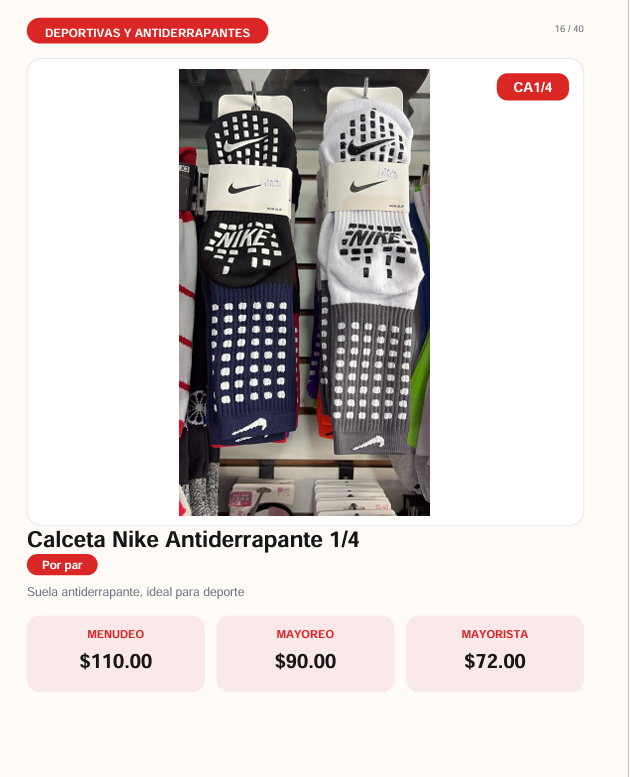 DEPORTIVAS Y ANTIDERRAPANTES
16 / 40
CA1/4
NIKE
NIKE
Calceta Nike Antiderrapante 1/4
Por par
Suela antiderrapante, ideal para deporte
MENUDEO
$110.00
MAYOREO
$90.00
MAYORISTA
$72.00